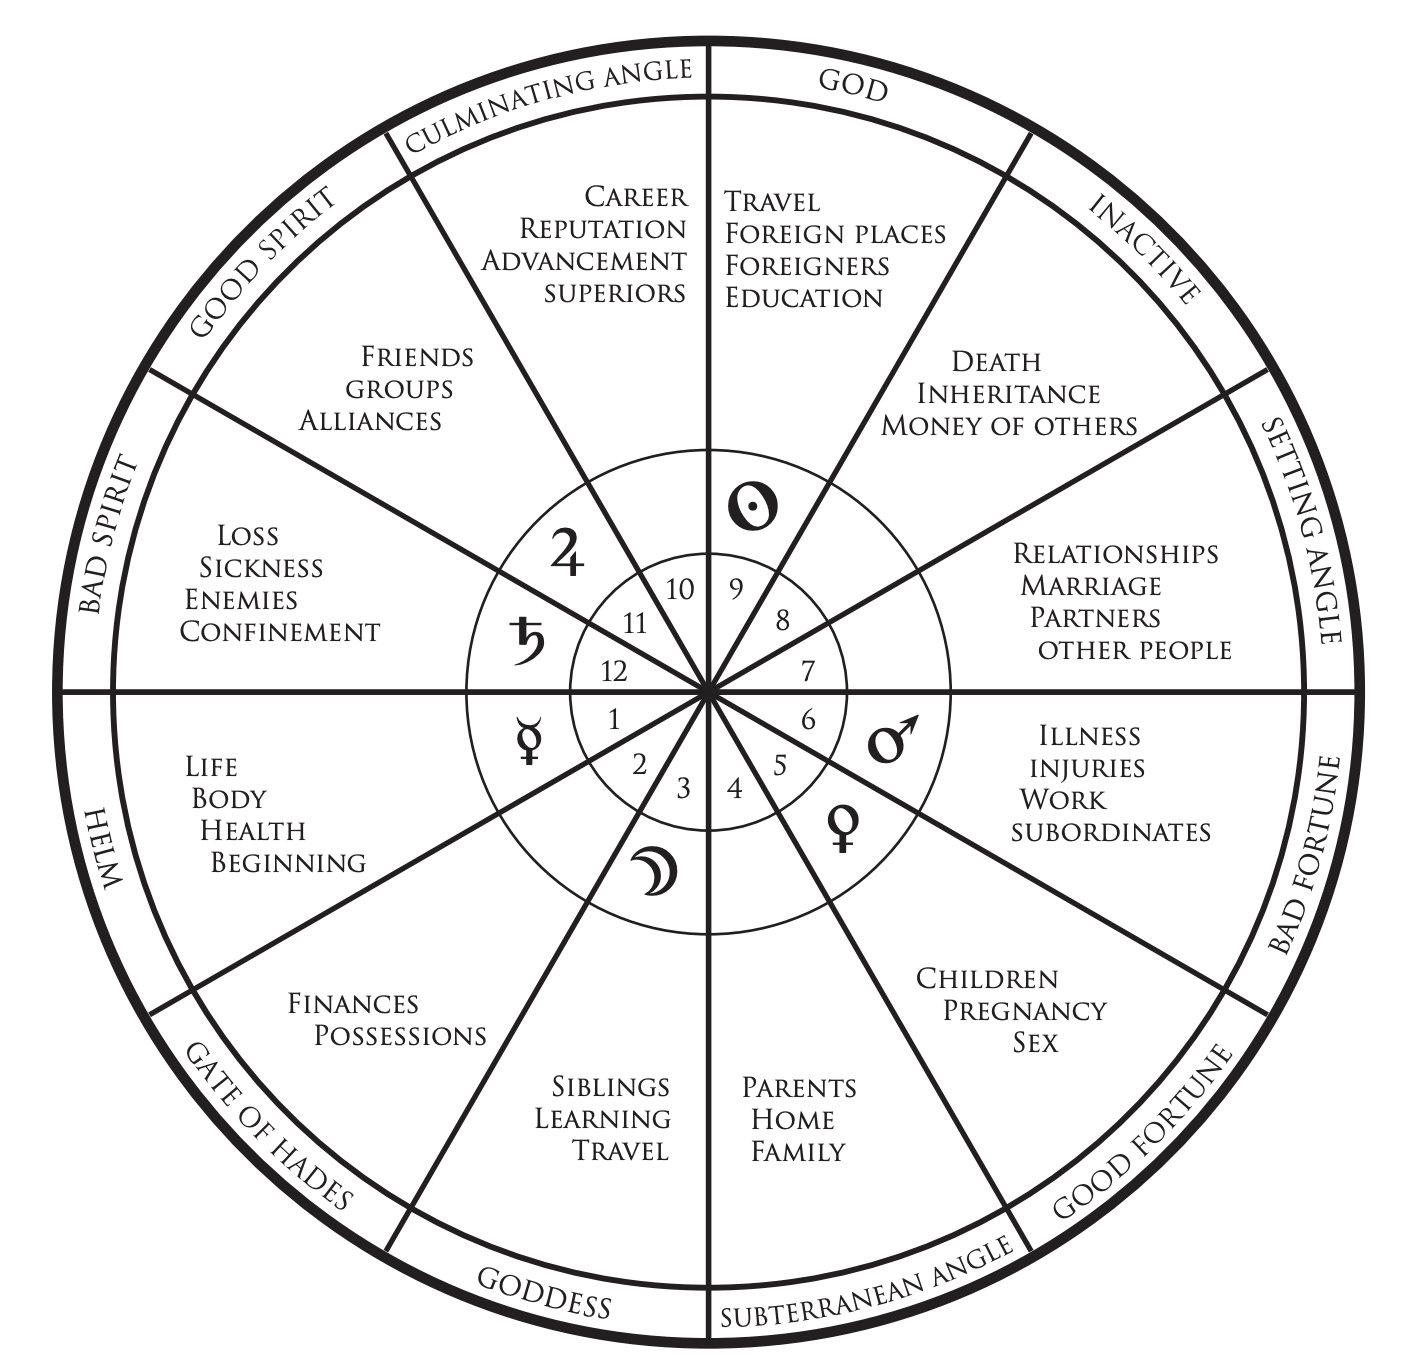 CULMINATING ANGLE
GOD
INACTIVE
SETTING ANGLE
BAD FORTUNE
GOOD FORTUNE
SUBTERRANEAN ANGLE
GODDESS
GATE OF HADES
HELM
BAD SPIRIT
GOOD SPIRIT
CAREER
REPUTATION
ADVANCEMENT
SUPERIORS
TRAVEL
FOREIGN PLACES
FOREIGNERS
EDUCATION
DEATH
INHERITANCE
MONEY OF OTHERS
RELATIONSHIPS
MARRIAGE
PARTNERS
OTHER PEOPLE
ILLNESS
INJURIES
WORK
SUBORDINATES
CHILDREN
PREGNANCY
SEX
PARENTS
HOME
FAMILY
SIBLINGS
LEARNING
TRAVEL
FINANCES
POSSESSIONS
LIFE
BODY
HEALTH
BEGINNING
LOSS
SICKNESS
ENEMIES
CONFINEMENT
FRIENDS
GROUPS
ALLIANCES
☉
♂
♀
☽
☿
♄
♃
10
9
8
7
6
5
4
3
2
1
12
11